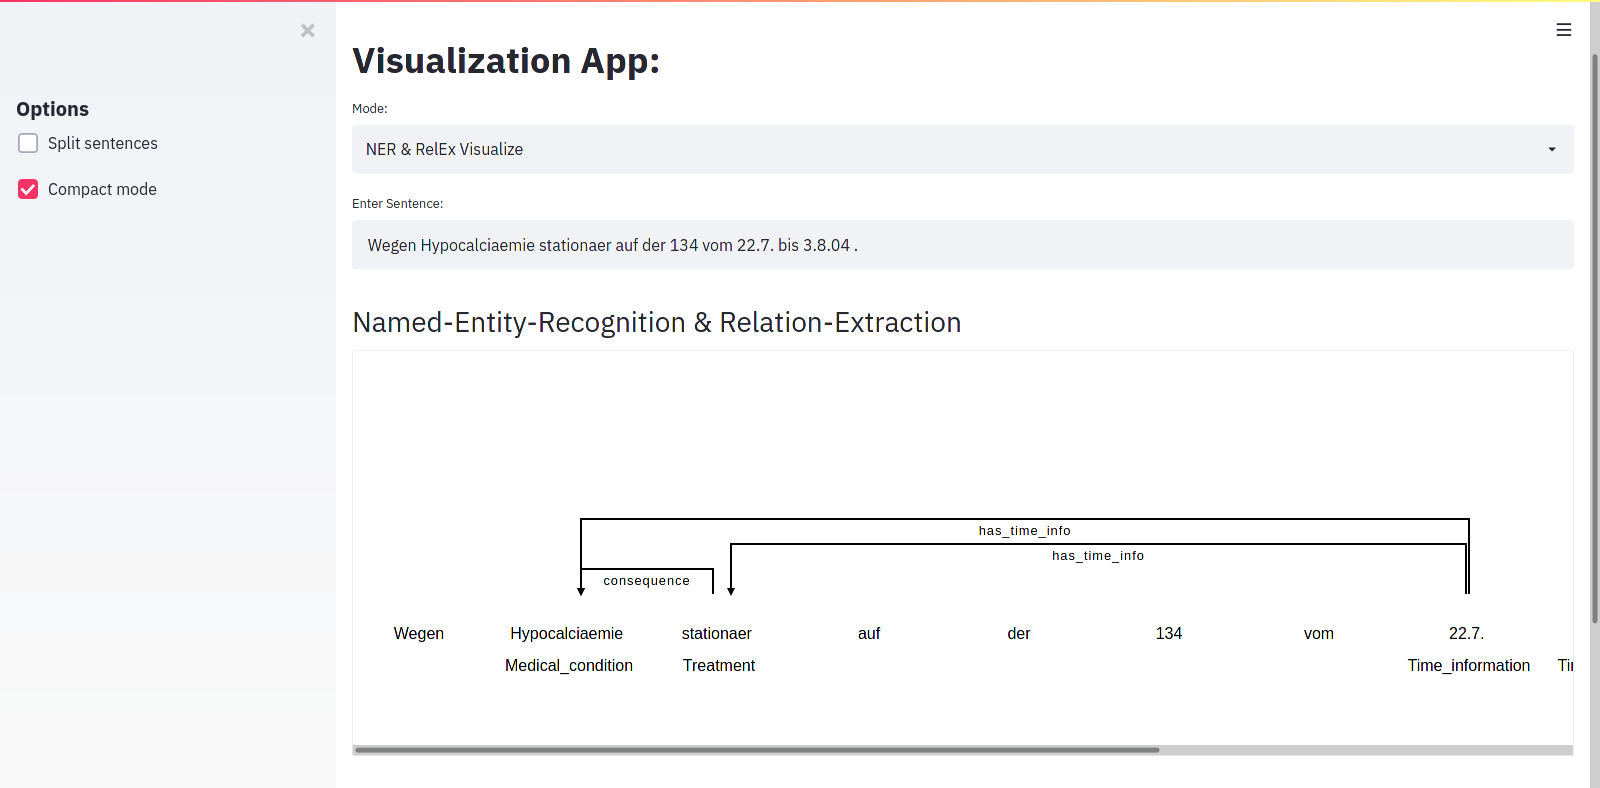 Options
Split sentences
Compact mode
Visualization App:
Mode:
NER & RelEx Visualize
Enter Sentence:
Wegen Hypocalciaemie stationaer auf der 134 vom 22.7. bis 3.8.04 .
Named-Entity-Recognition & Relation-Extraction
has_time_info
has_time_info
consequence
Wegen Hypocalciaemie stationaer auf der 134 vom 22.7.
Medical_condition Treatment Time_information